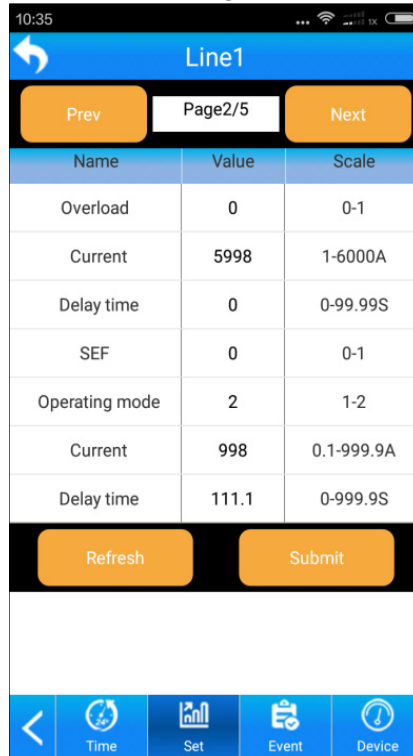 10:35 ... 1X
Line1
Prev Page2/5 Next
Name Value Scale
Overload 0 0-1
Current 5998 1-6000A
Delay time 0 0-99.99S
SEF 0 0-1
Operating mode 2 1-2
Current 998 0.1-999.9A
Delay time 111.1 0-999.9S
Refresh Submit
24h
Time Set Event Device